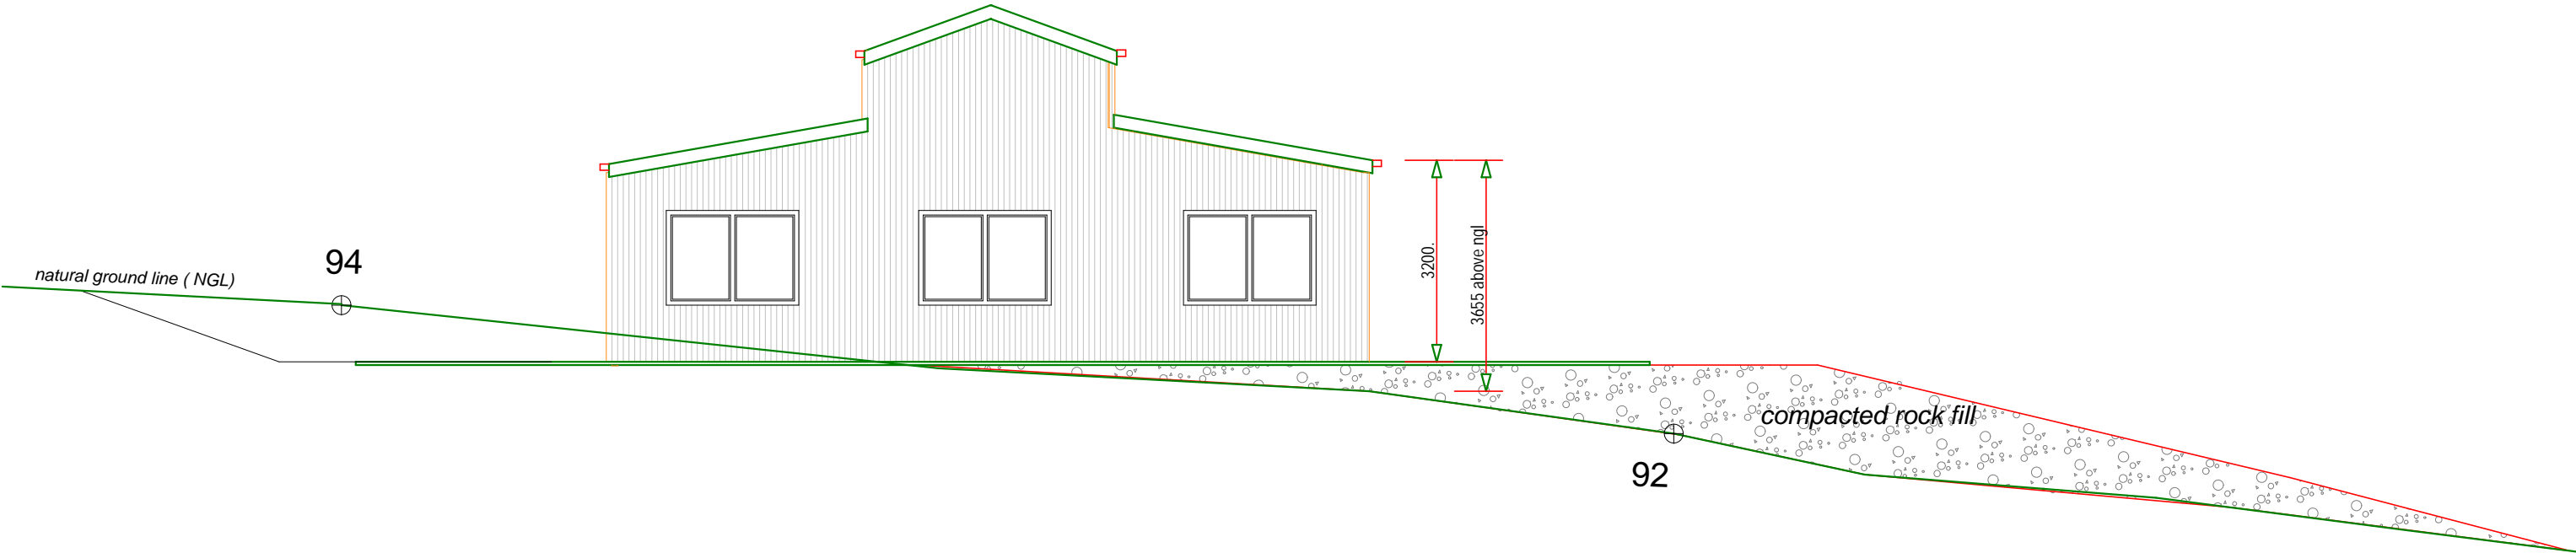 94
natural ground line ( NGL)
3200.
3655 above ngl
compacted rock fill
92